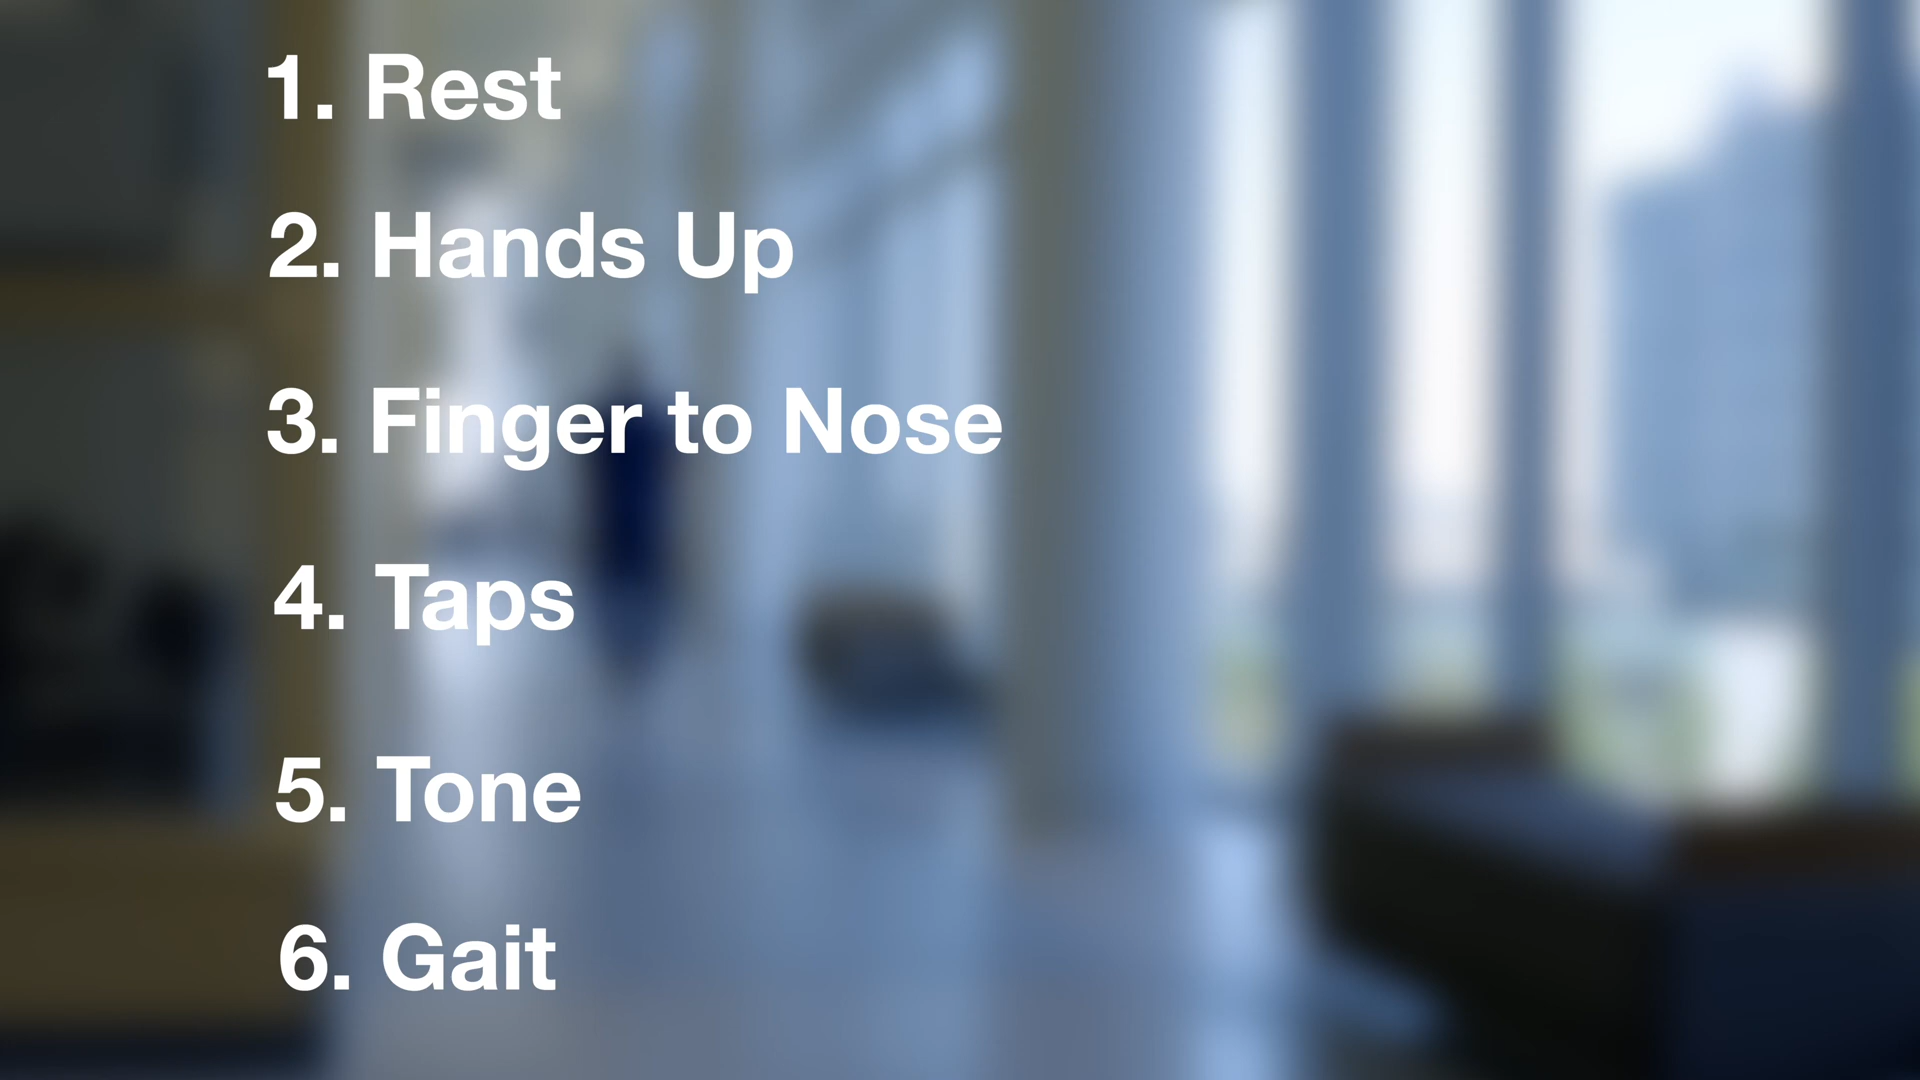 1. Rest
2. Hands Up
3. Finger to Nose
4. Taps
5. Tone
6. Gait